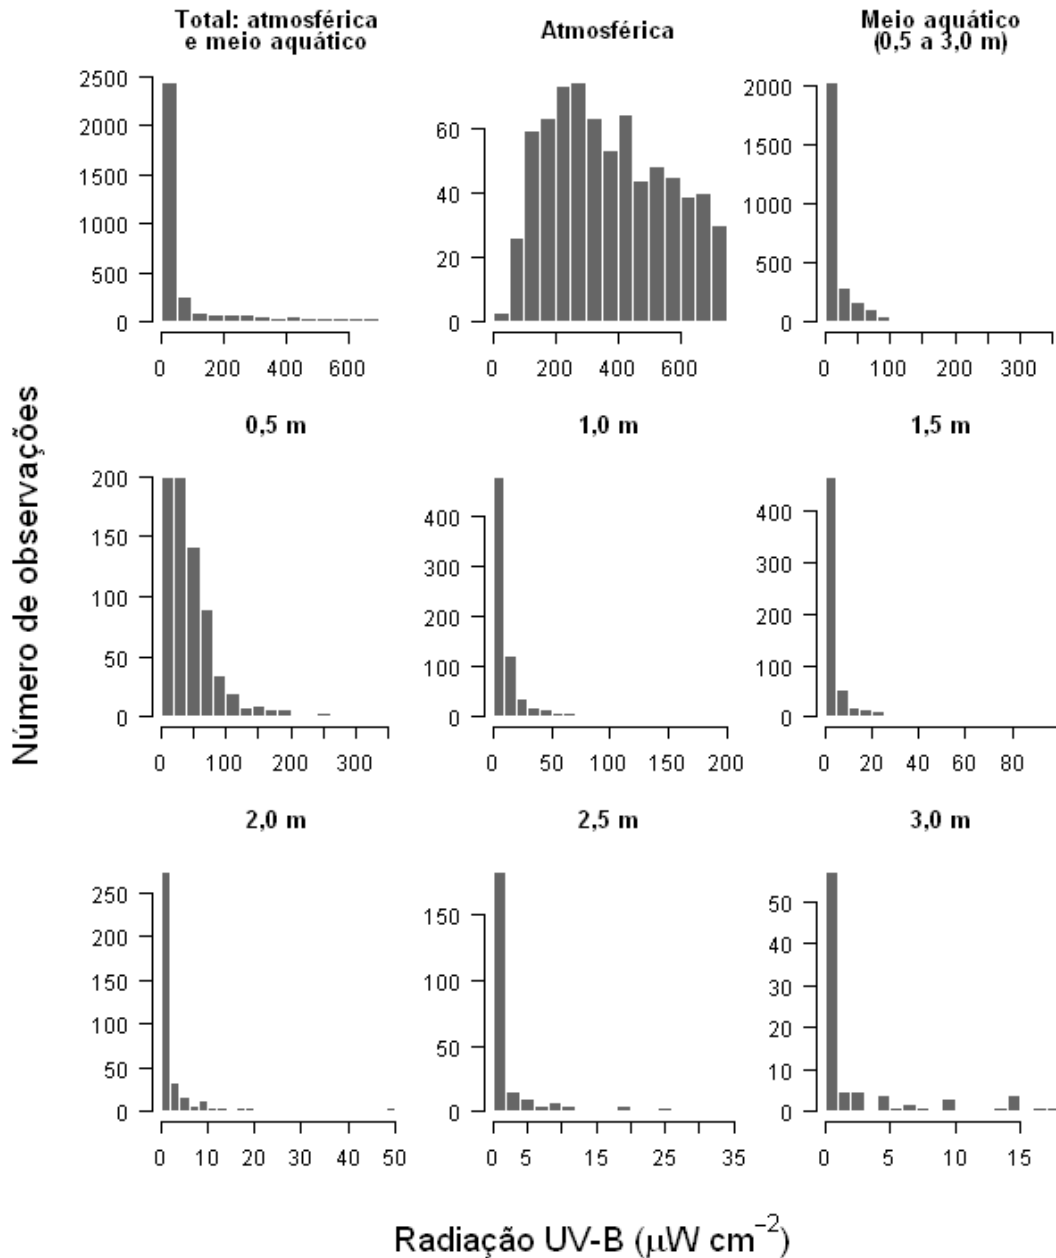 Total: atmosférica
e meio aquático
Atmosférica
Meio aquático
(0,5 a 3,0 m)
2500
2000
1500
1000
500
0
0 200 400 600
60
40
20
0
0 200 400 600
2000
1500
1000
500
0
0 100 300
Número de observações
0,5 m
1,0 m
1,5 m
200
150
100
50
0
0 100 200 300
400
300
200
100
0
0 50 100 150 200
400
300
200
100
0
0 20 40 60 80
2,0 m
2,5 m
3,0 m
250
200
150
100
50
0
0 10 20 30 40 50
150
100
50
0
0 5 15 25 35
50
40
30
20
10
0
0 5 10 15
Radiação UV-B (μW cm−2)